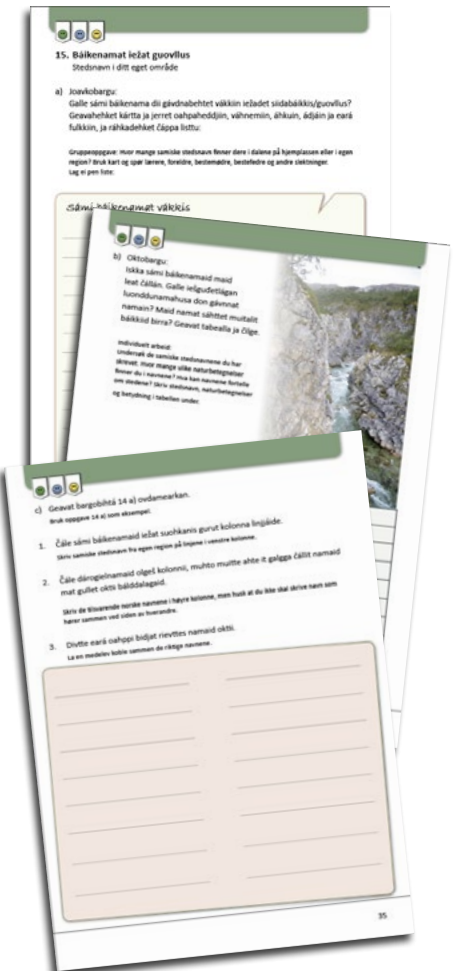 15. Báikenamat iežat guovllus
Stedsnavn i ditt eget område
a) Joavkobargu:
Galle sámi báikenama dii gávdnabehtet vákkiin iežadet siidabáikkis/guovllus?
Geavahehket kártta ja jerret oahpaheddjiin, váhnemiin, áhkuin, ádjáin ja eará
fulkkiin, ja ráhkadehket čáppa listtu:
Gruppeoppgave: Hvor mange samiske stedsnavn finner dere i dalene på hjemplassen eller i egen
region? Bruk kart og spør lærere, foreldre, bestemødre, bestefedre og andre slektninger.
Lag ei pen liste:
Sámi báikenamat vákkis
b) Oktobargu:
Iskka sámi báikenamaid maid
leat čállán. Galle iešguđetlágan
luonddunamahusa don gávnnat
namain? Maid namat sáhttet muitalit
báikkiid birra? Geavat tabealla ja čilge.
Individuelt arbeid:
Undersøk de samiske stedsnavnene du har
skrevet. Hvor mange ulike naturbetegnelser
finner du i navnene? Hva kan navnene fortelle
om stedene? Skriv stedsnavn, naturbetegnelser
og betydning i tabellen under.
c) Geavat bargobihtá 14 a) ovdamearkan.
Bruk oppgave 14 a) som eksempel.
1. Čále sámi báikenamaid iežat suohkanis gurut kolonna linjjáide.
Skriv samiske stedsnavn fra egen region på linjene i venstre kolonne.
2. Čále dárogielnamaid olgeš kolonnii, muhto muitte ahte it galgga čállit namaid
mat gullet oktii bálddalagaid.
Skriv de tilsvarende norske navnene i høyre kolonne, men husk at du ikke skal skrive navn som
hører sammen ved siden av hverandre.
3. Divtte eará oahppi bidjat rievttes namaid oktii.
La en medelev koble sammen de riktige navnene.
35